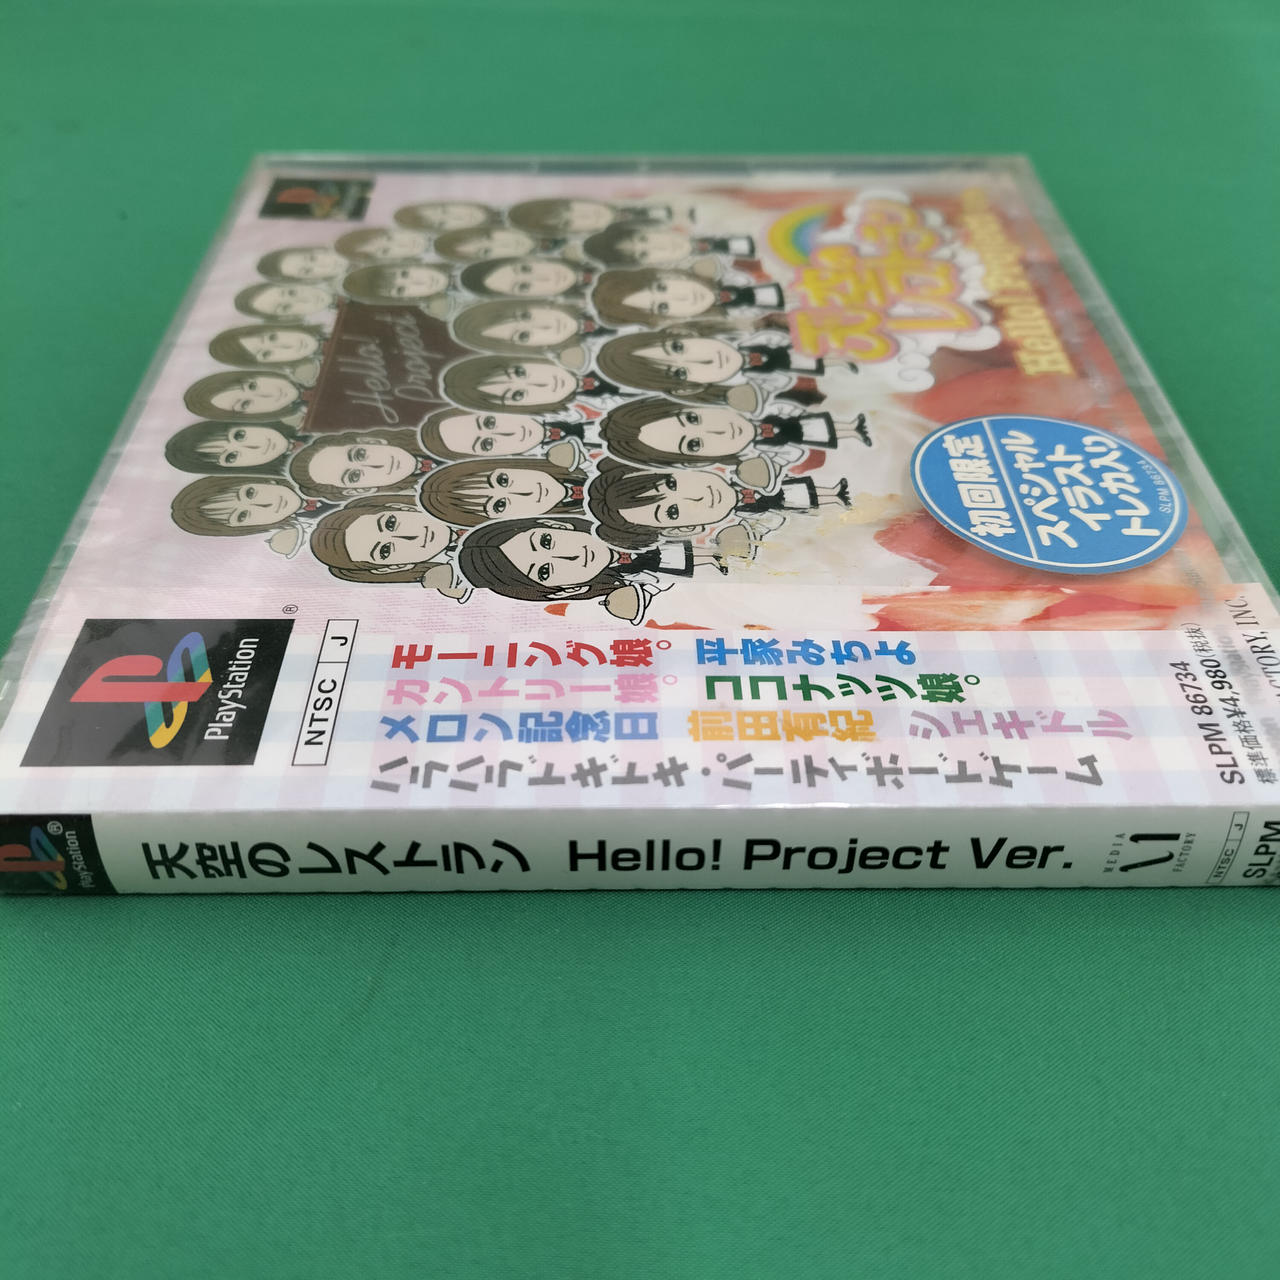 Hello!
Project
天空の
レストラン
Hello! Project
初回限定
スペシャル
イラスト
トレカ入り
SLPM 86734
PlayStation
®
NTSC J
モーニング娘。 平家みちよ
カントリー娘。 ココナッツ娘。
メロン記念日 前田有紀 シェキドル
ハラハラドキドキ・パーティボードゲーム
SLPM 86734
標準価格¥4,980(税抜)
CTORY, INC.
PlayStation
®
天空のレストラン Hello! Project Ver.
MEDIA
FACTORY
NTSC J
SLPM